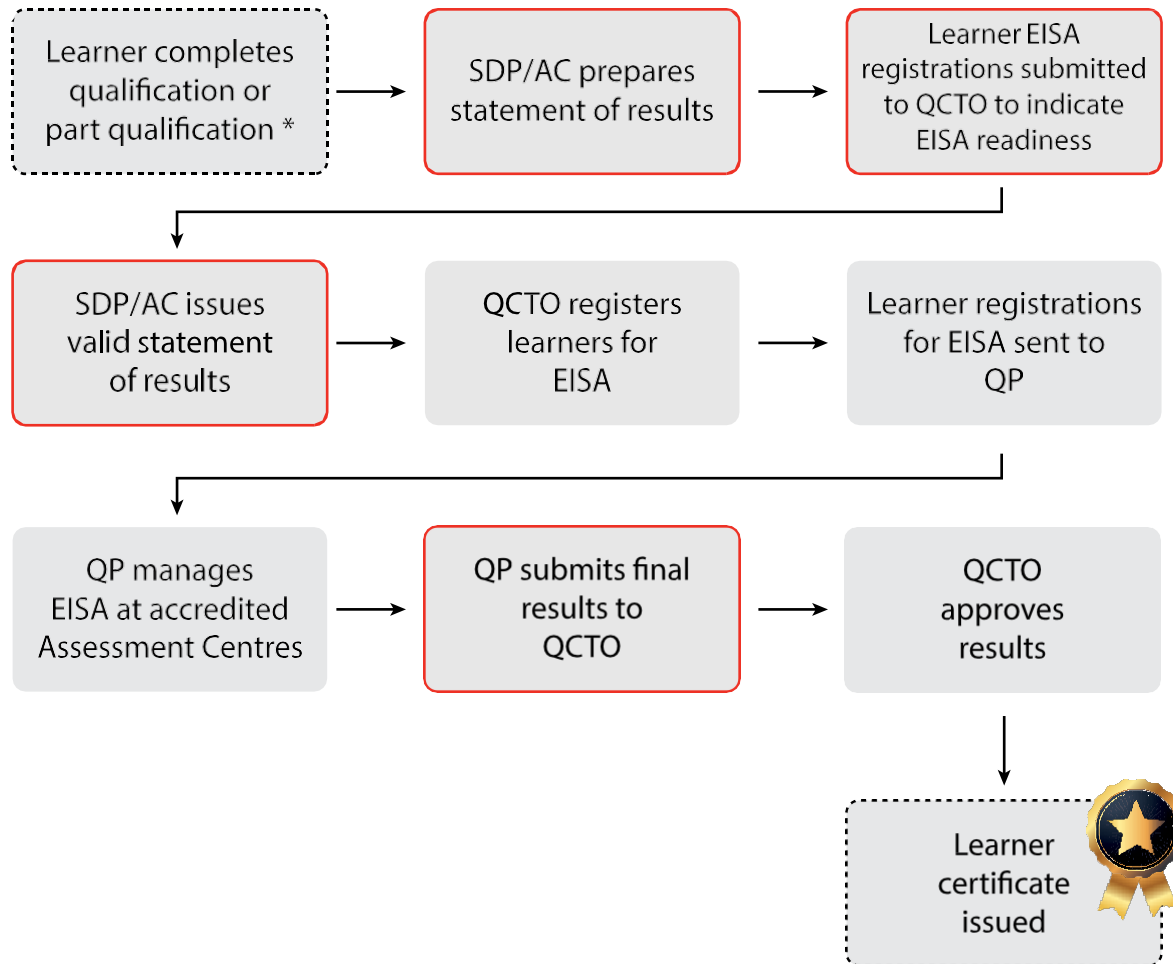 Learner completes
qualification or
part qualification *
SDP/AC prepares
statement of results
Learner EISA
registrations submitted
to QCTO to indicate
EISA readiness
SDP/AC issues
valid statement
of results
QCTO registers
learners for
EISA
Learner registrations
for EISA sent to
QP
QP manages
EISA at accredited
Assessment Centres
QP submits final
results to
QCTO
QCTO
approves
results
Learner
certificate
issued